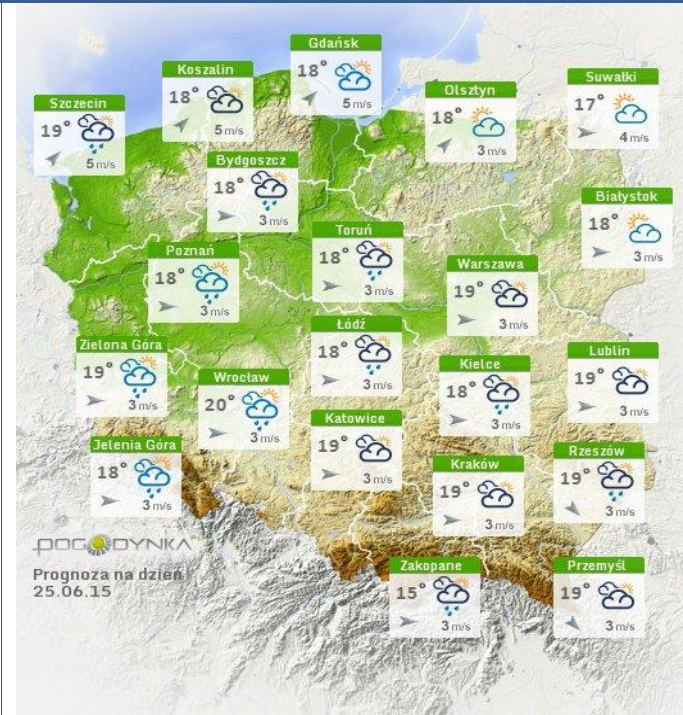 Gdańsk
18°
5 m/s
Koszalin
18°
5 m/s
Suwałki
17°
4 m/s
Olsztyn
18°
3 m/s
Szczecin
19°
5 m/s
Bydgoszcz
18°
3 m/s
Białystok
18°
3 m/s
Toruń
18°
3 m/s
Poznań
18°
3 m/s
Warszawa
19°
3 m/s
Łódź
18°
3 m/s
Zielona Góra
19°
3 m/s
Lublin
19°
3 m/s
Kielce
18°
3 m/s
Wrocław
20°
3 m/s
Katowice
19°
3 m/s
Jelenia Góra
18°
3 m/s
Rzeszów
19°
3 m/s
Kraków
19°
3 m/s
POGODYNKA
Prognoza na dzień
25.06.15
Zakopane
15°
3 m/s
Przemyśl
19°
3 m/s